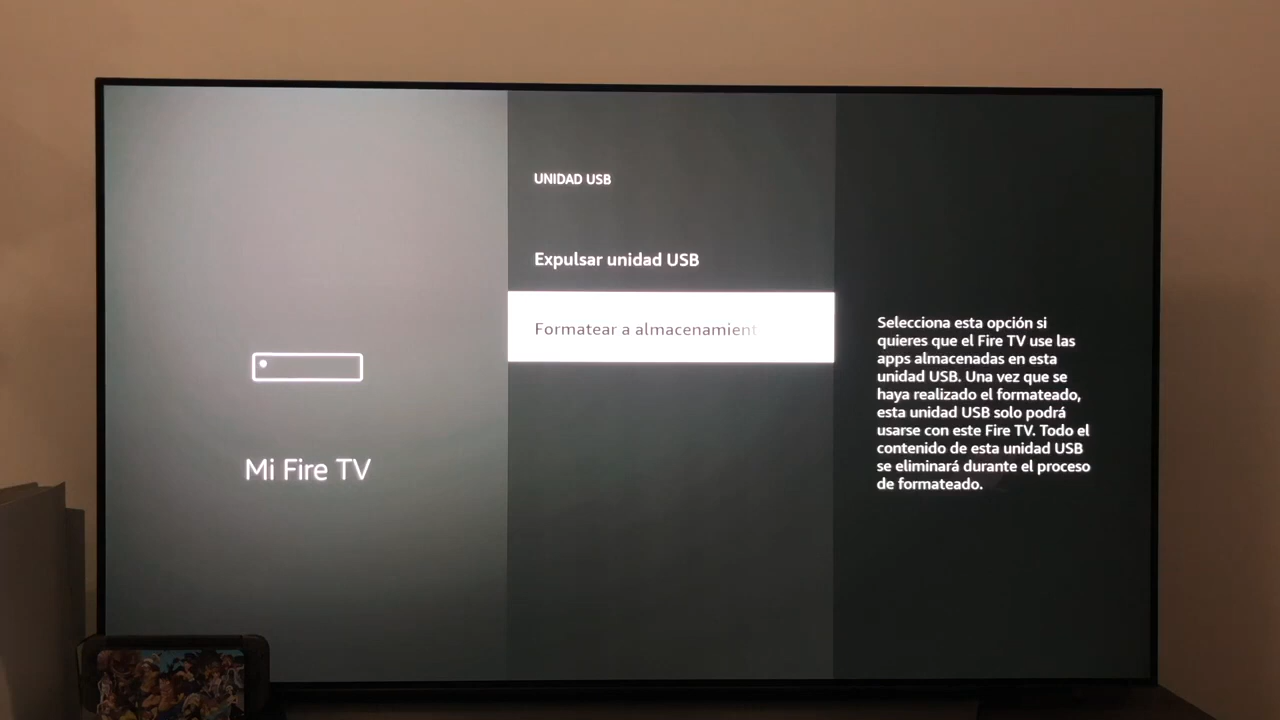 UNIDAD USB
Expulsar unidad USB
Formatear a almacenamient
Mi Fire TV
Selecciona esta opción si
quieres que el Fire TV use las
apps almacenadas en esta
unidad USB. Una vez que se
haya realizado el formateado,
esta unidad USB solo podrá
usarse con este Fire TV. Todo el
contenido de esta unidad USB
se eliminará durante el proceso
de formateado.